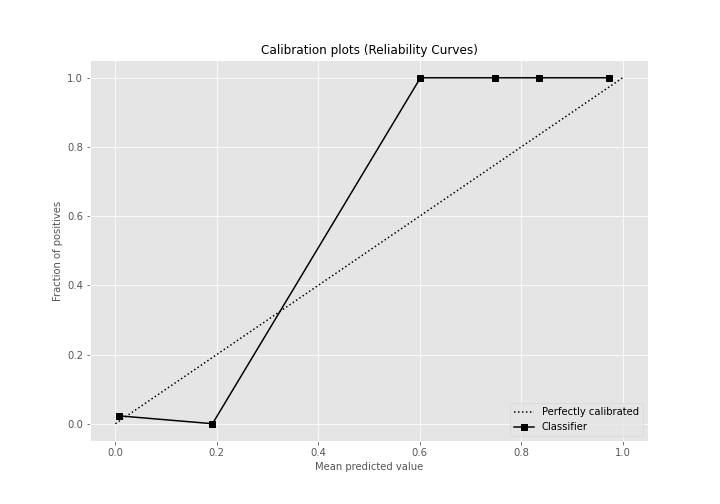 Calibration plots (Reliability Curves)
Fraction of positives
1.0
0.8
0.6
0.4
0.2
0.0
0.0 0.2 0.4 0.6 0.8 1.0
Mean predicted value
Perfectly calibrated
Classifier